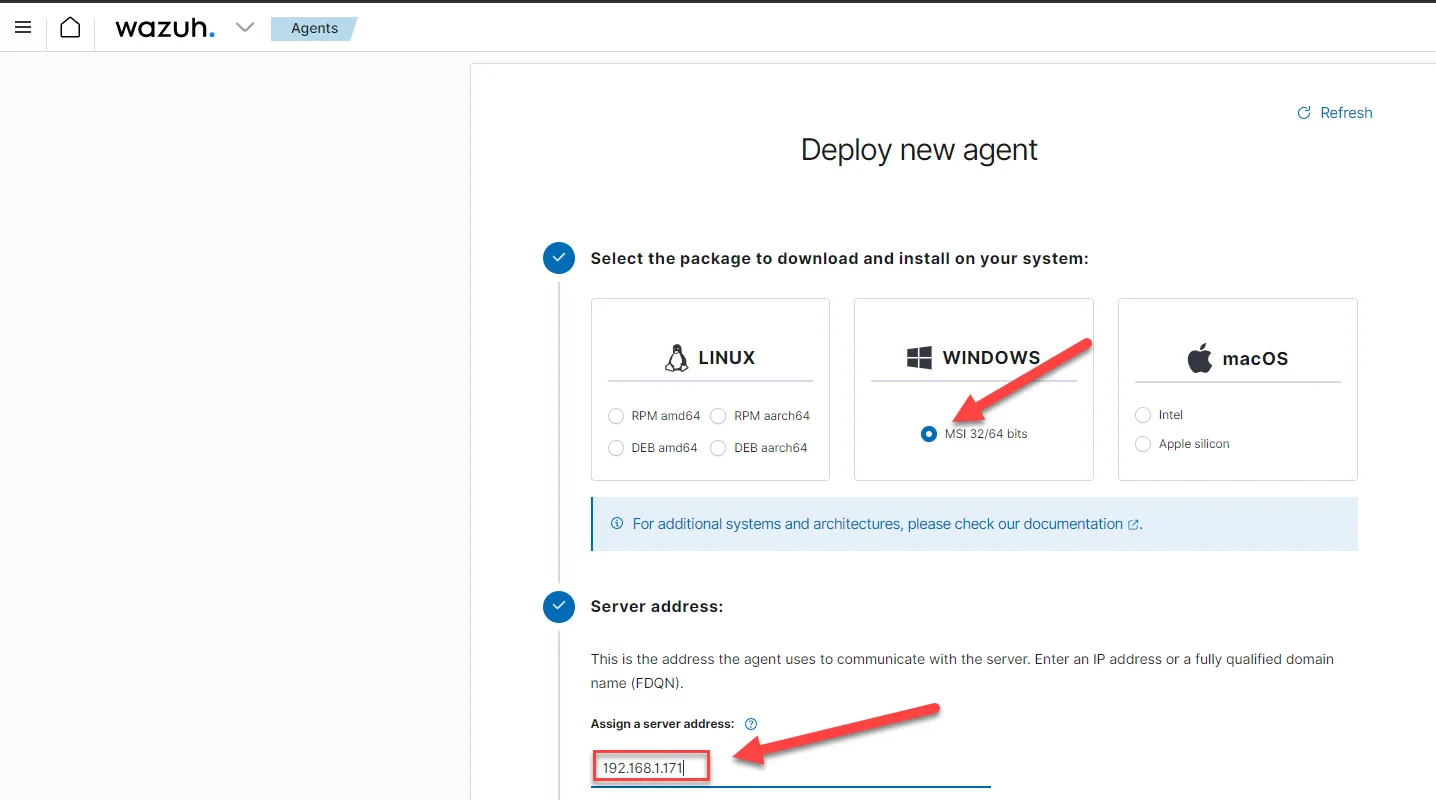 wazuh.
Agents
Refresh
Deploy new agent
Select the package to download and install on your system:
LINUX
RPM amd64
RPM aarch64
DEB amd64
DEB aarch64
WINDOWS
MSI 32/64 bits
macOS
Intel
Apple silicon
For additional systems and architectures, please check our documentation.
Server address:
This is the address the agent uses to communicate with the server. Enter an IP address or a fully qualified domain
name (FDQN).
Assign a server address:
192.168.1.171